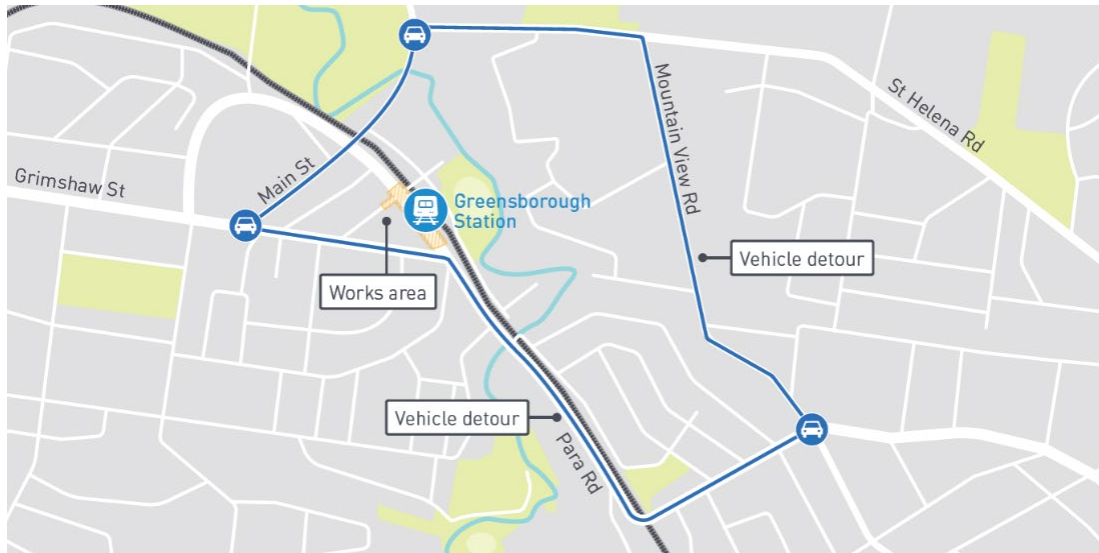 Grimshaw St
Main St
Greensborough
Station
Works area
Mountain View Rd
St Helena Rd
Vehicle detour
Vehicle detour
Para Rd